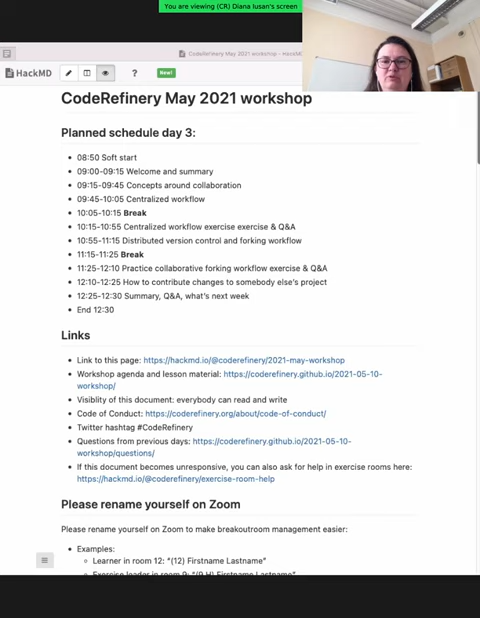 You are viewing (CR) Diana Iusan's screen
CodeRefinery May 2021 workshop - HackMD
HackMD
?
New!
CodeRefinery May 2021 workshop
Planned schedule day 3:
08:50 Soft start
09:00-09:15 Welcome and summary
09:15-09:45 Concepts around collaboration
09:45-10:05 Centralized workflow
10:05-10:15 Break
10:15-10:55 Centralized workflow exercise exercise & Q&A
10:55-11:15 Distributed version control and forking workflow
11:15-11:25 Break
11:25-12:10 Practice collaborative forking workflow exercise & Q&A
12:10-12:25 How to contribute changes to somebody else's project
12:25-12:30 Summary, Q&A, what's next week
End 12:30
Links
Link to this page: https://hackmd.io/@coderefinery/2021-may-workshop
Workshop agenda and lesson material: https://coderefinery.github.io/2021-05-10-
workshop/
Visiblity of this document: everybody can read and write
Code of Conduct: https://coderefinery.org/about/code-of-conduct/
Twitter hashtag #CodeRefinery
Questions from previous days: https://coderefinery.github.io/2021-05-10-
workshop/questions/
If this document becomes unresponsive, you can also ask for help in exercise rooms here:
https://hackmd.io/@coderefinery/exercise-room-help
Please rename yourself on Zoom
Please rename yourself on Zoom to make breakoutroom management easier:
Examples:
Learner in room 12: "(12) Firstname Lastname"
Exercise leader in room 9: "(9,H) Firstname Lastname"